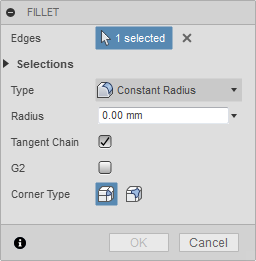 FILLET
Edges 1 selected
Selections
Type Constant Radius
Radius 0.00 mm
Tangent Chain
G2
Corner Type
OK Cancel